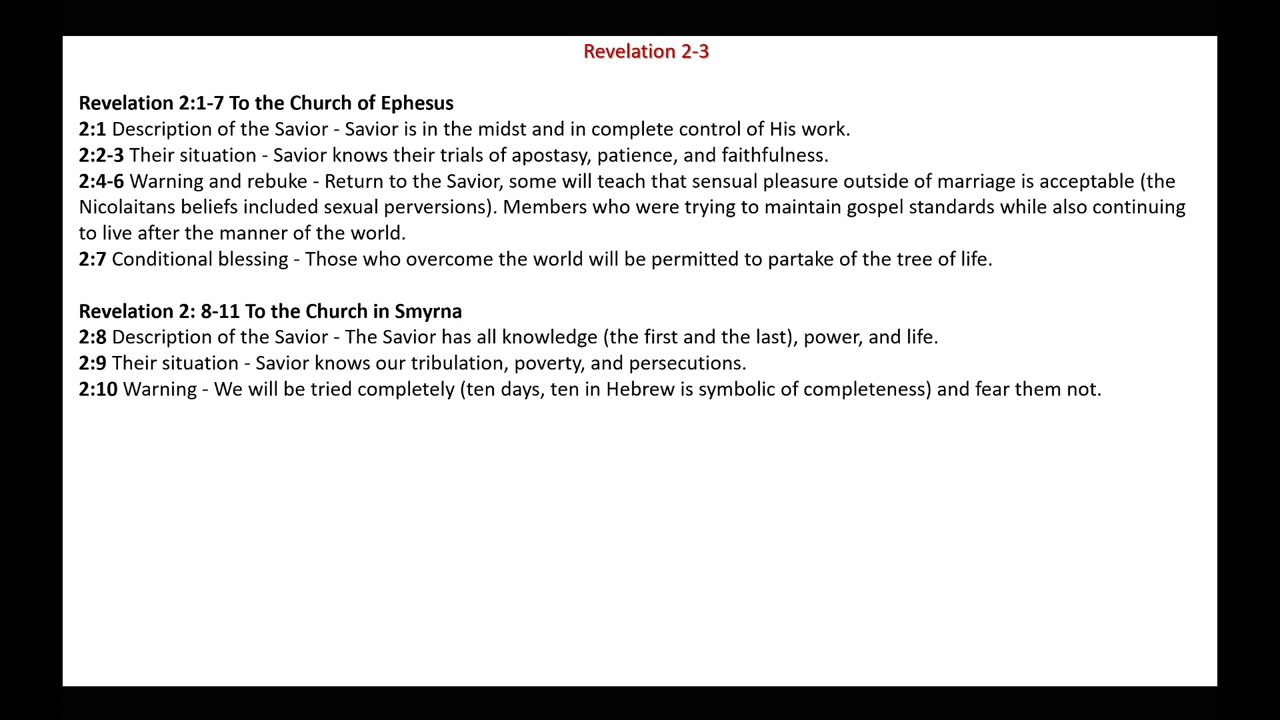 Revelation 2-3
Revelation 2:1-7 To the Church of Ephesus
2:1 Description of the Savior - Savior is in the midst and in complete control of His work.
2:2-3 Their situation - Savior knows their trials of apostasy, patience, and faithfulness.
2:4-6 Warning and rebuke - Return to the Savior, some will teach that sensual pleasure outside of marriage is acceptable (the
Nicolaitans beliefs included sexual perversions). Members who were trying to maintain gospel standards while also continuing
to live after the manner of the world.
2:7 Conditional blessing - Those who overcome the world will be permitted to partake of the tree of life.
Revelation 2: 8-11 To the Church in Smyrna
2:8 Description of the Savior - The Savior has all knowledge (the first and the last), power, and life.
2:9 Their situation - Savior knows our tribulation, poverty, and persecutions.
2:10 Warning - We will be tried completely (ten days, ten in Hebrew is symbolic of completeness) and fear them not.